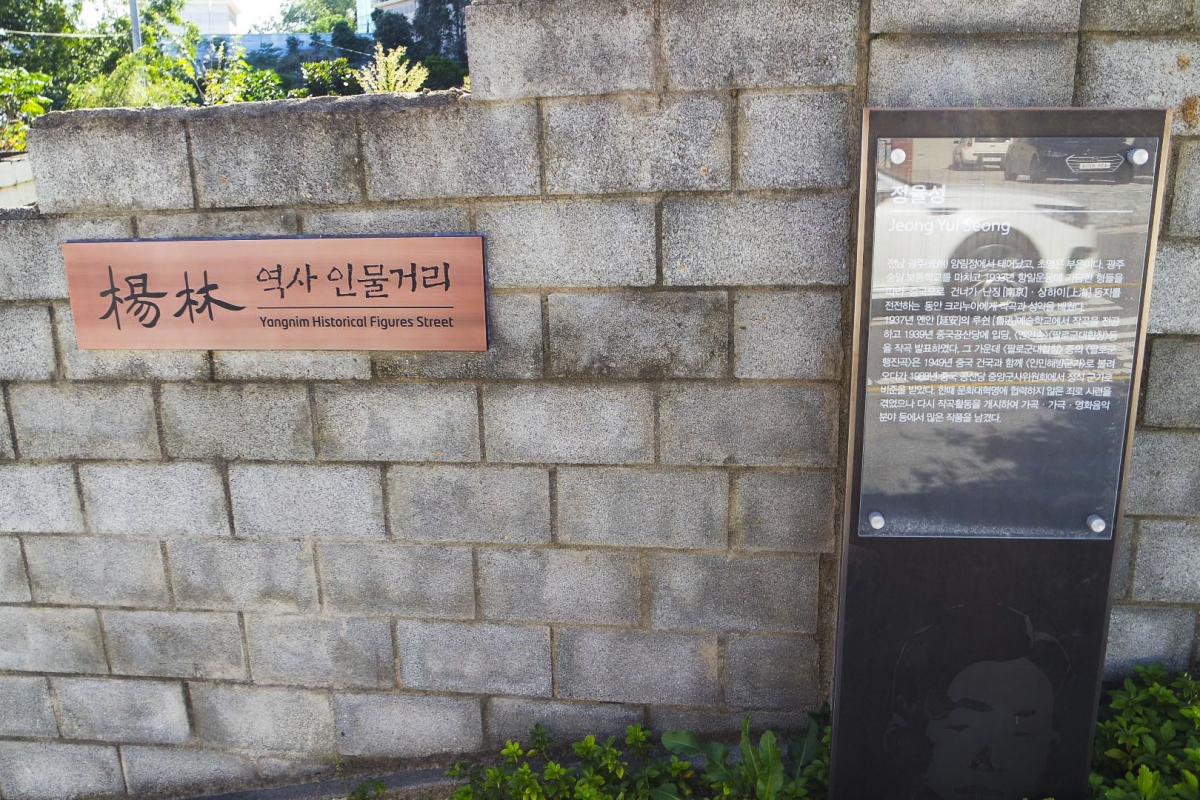 楊林 역사 인물거리
Yangnim Historical Figures Street
정율성
Jeong Yul Seong
전남 광주(光州) 양림정에서 태어났고, 초명은 부은이다. 광주
숭일보통학교를 마치고 1933년 항일운동에 가담한 형들을
따라 중국으로 건너가 난징[南京]·상하이[上海] 등지를
전전하는 동안 크리노아에게 작곡과 성악을 배웠다.
1937년 옌안[延安]의 루쉰[魯迅]예술학교에서 작곡을 전공
하고 1939년 중국공산당에 입당, 〈옌안송〉〈팔로군대합창〉등
을 작곡 발표하였다. 그 가운데 〈팔로군대합창〉 중의 〈팔로군
행진곡〉은 1949년 중국 건국과 함께 〈인민해방군가〉로 불려
오다가 중국 공산당 중앙군사위원회에서 정식 군가로
비준을 받았다. 한때 문화대혁명에 협력하지 않은 죄로 시련을
겪었으나 다시 작곡활동을 개시하여 가곡·가극·영화음악
분야 등에서 많은 작품을 남겼다.